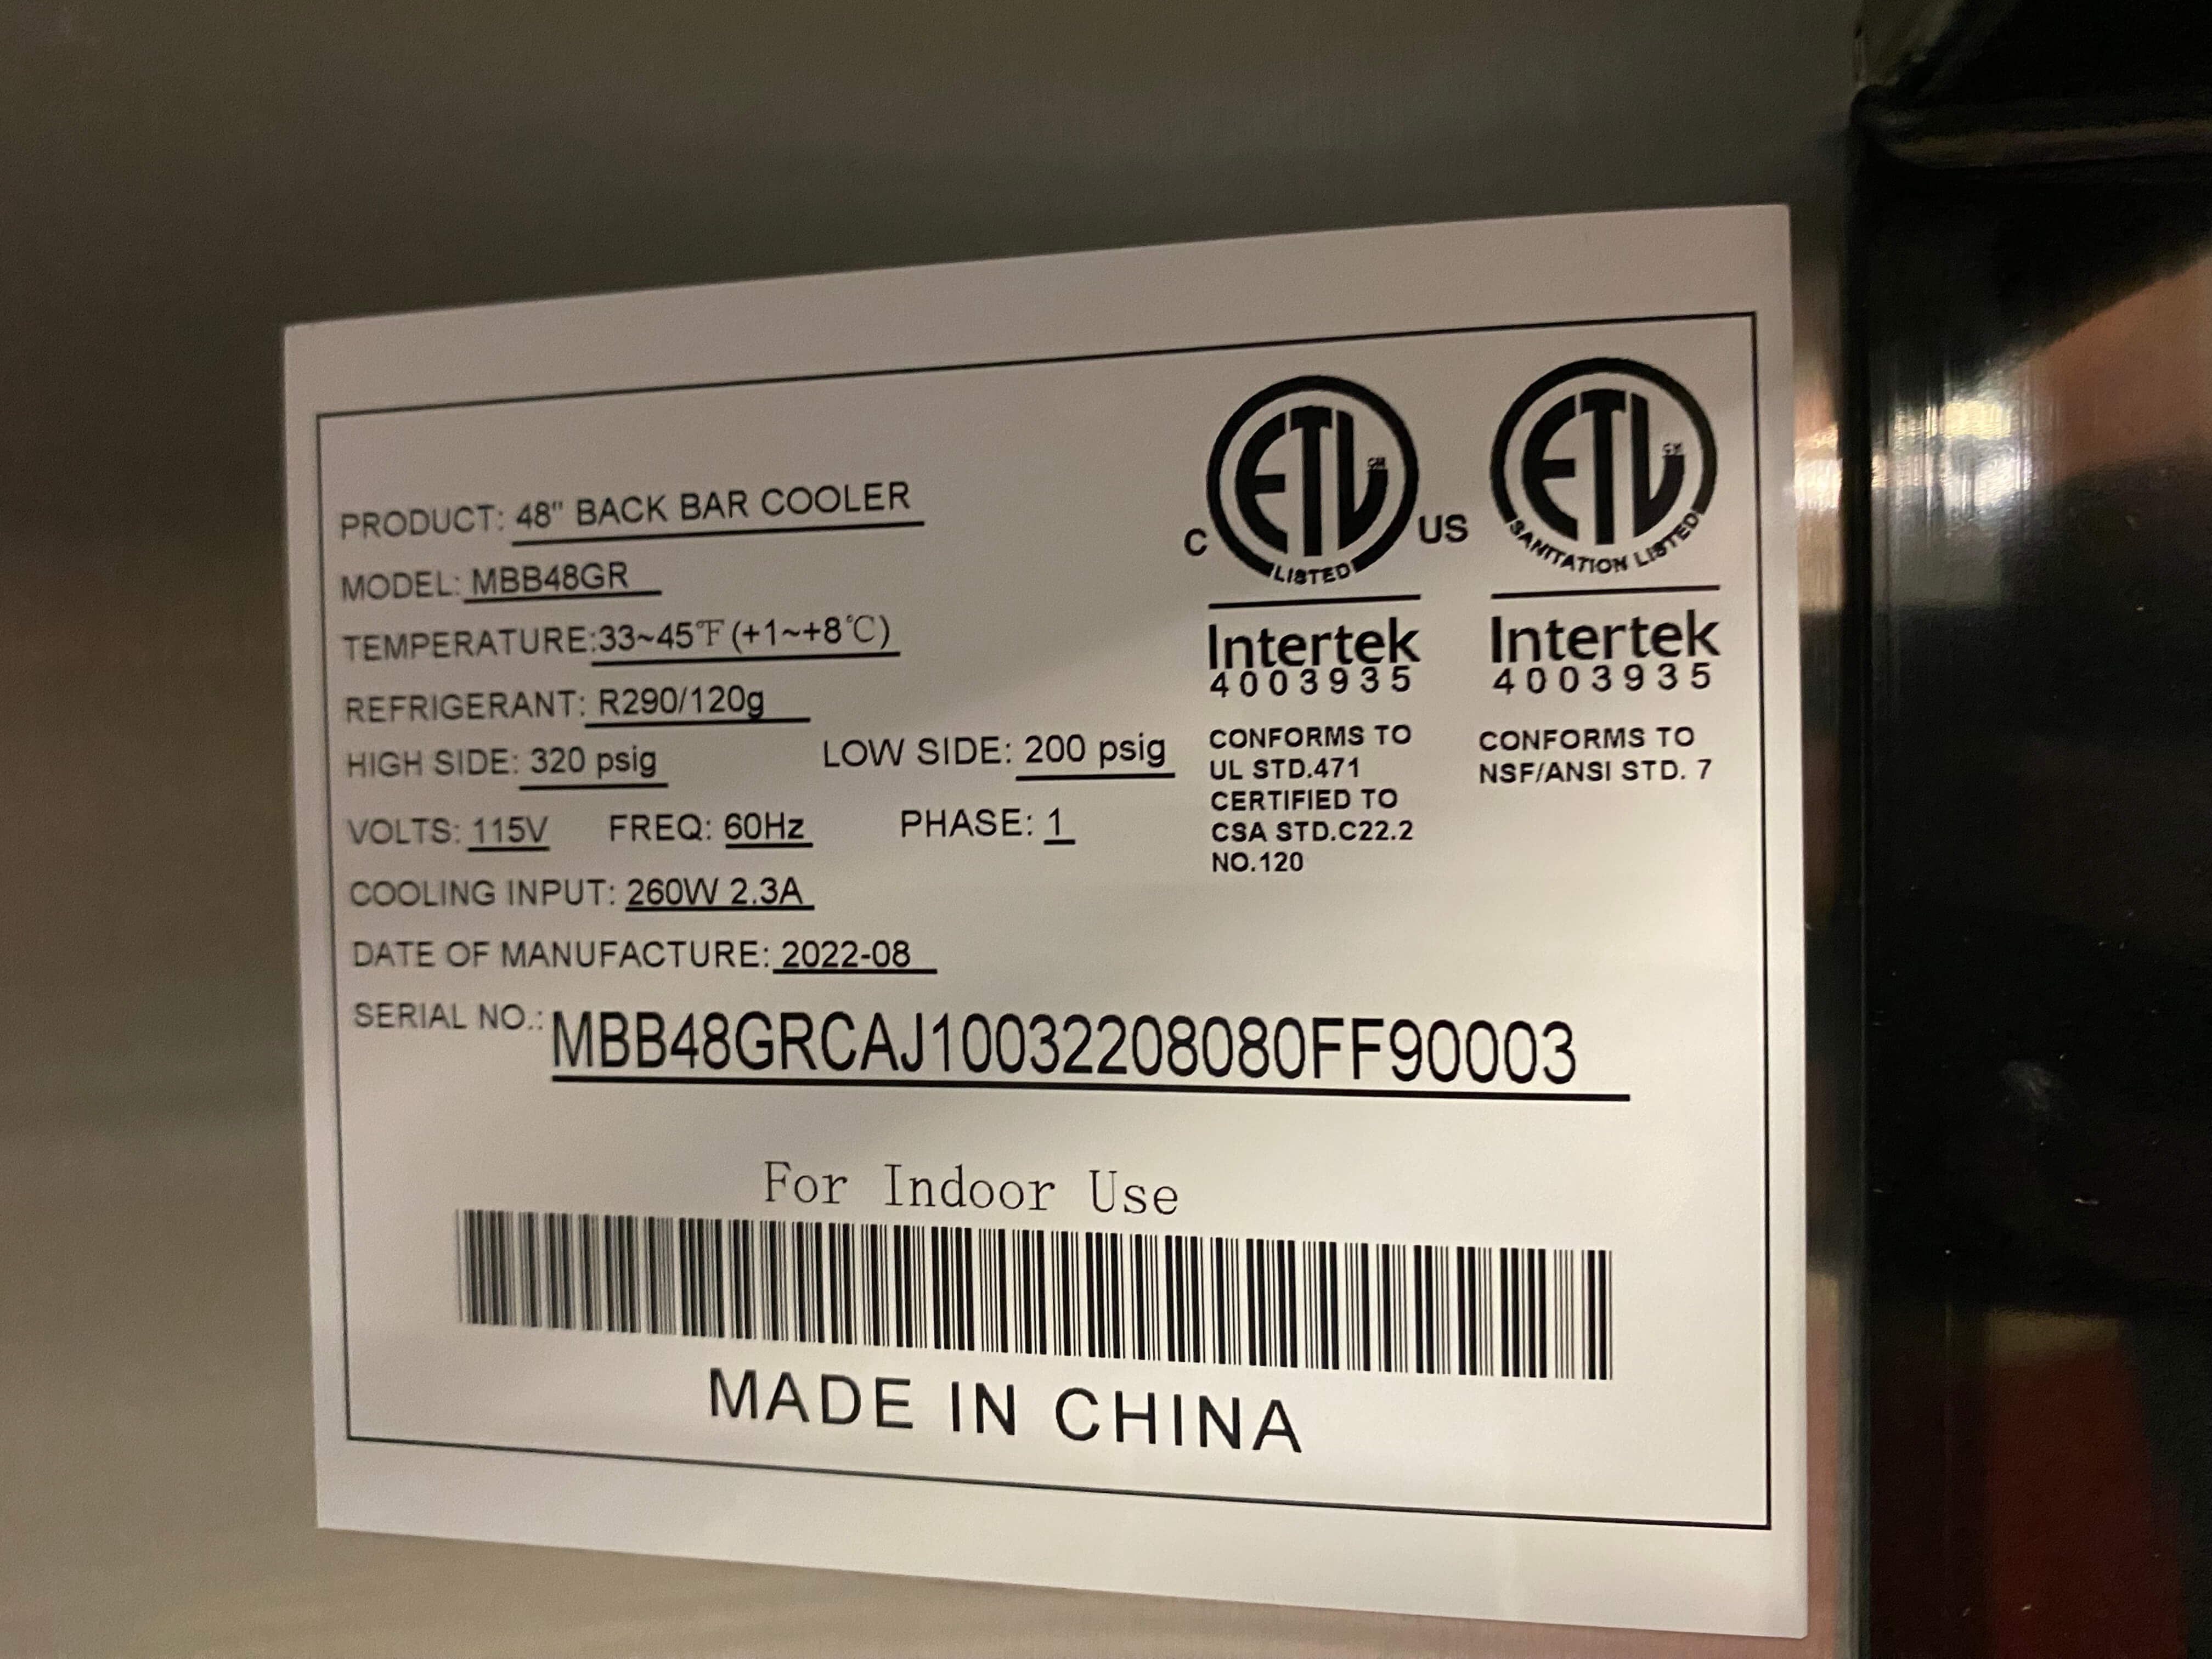 PRODUCT: 48" BACK BAR COOLER
MODEL: MBB48GR
TEMPERATURE:33~45℉(+1~+8℃)
REFRIGERANT: R290/120g
HIGH SIDE: 320 psig LOW SIDE: 200 psig
VOLTS: 115V FREQ: 60Hz PHASE: 1
COOLING INPUT: 260W 2.3A
DATE OF MANUFACTURE: 2022-08
SERIAL NO.: MBB48GRCAJ10032208080FF90003
ETL CM
C US
LISTED
Intertek
4003935
CONFORMS TO
UL STD.471
CERTIFIED TO
CSA STD.C22.2
NO.120
ETL CM
SANITATION LISTED
Intertek
4003935
CONFORMS TO
NSF/ANSI STD. 7
For Indoor Use
MADE IN CHINA